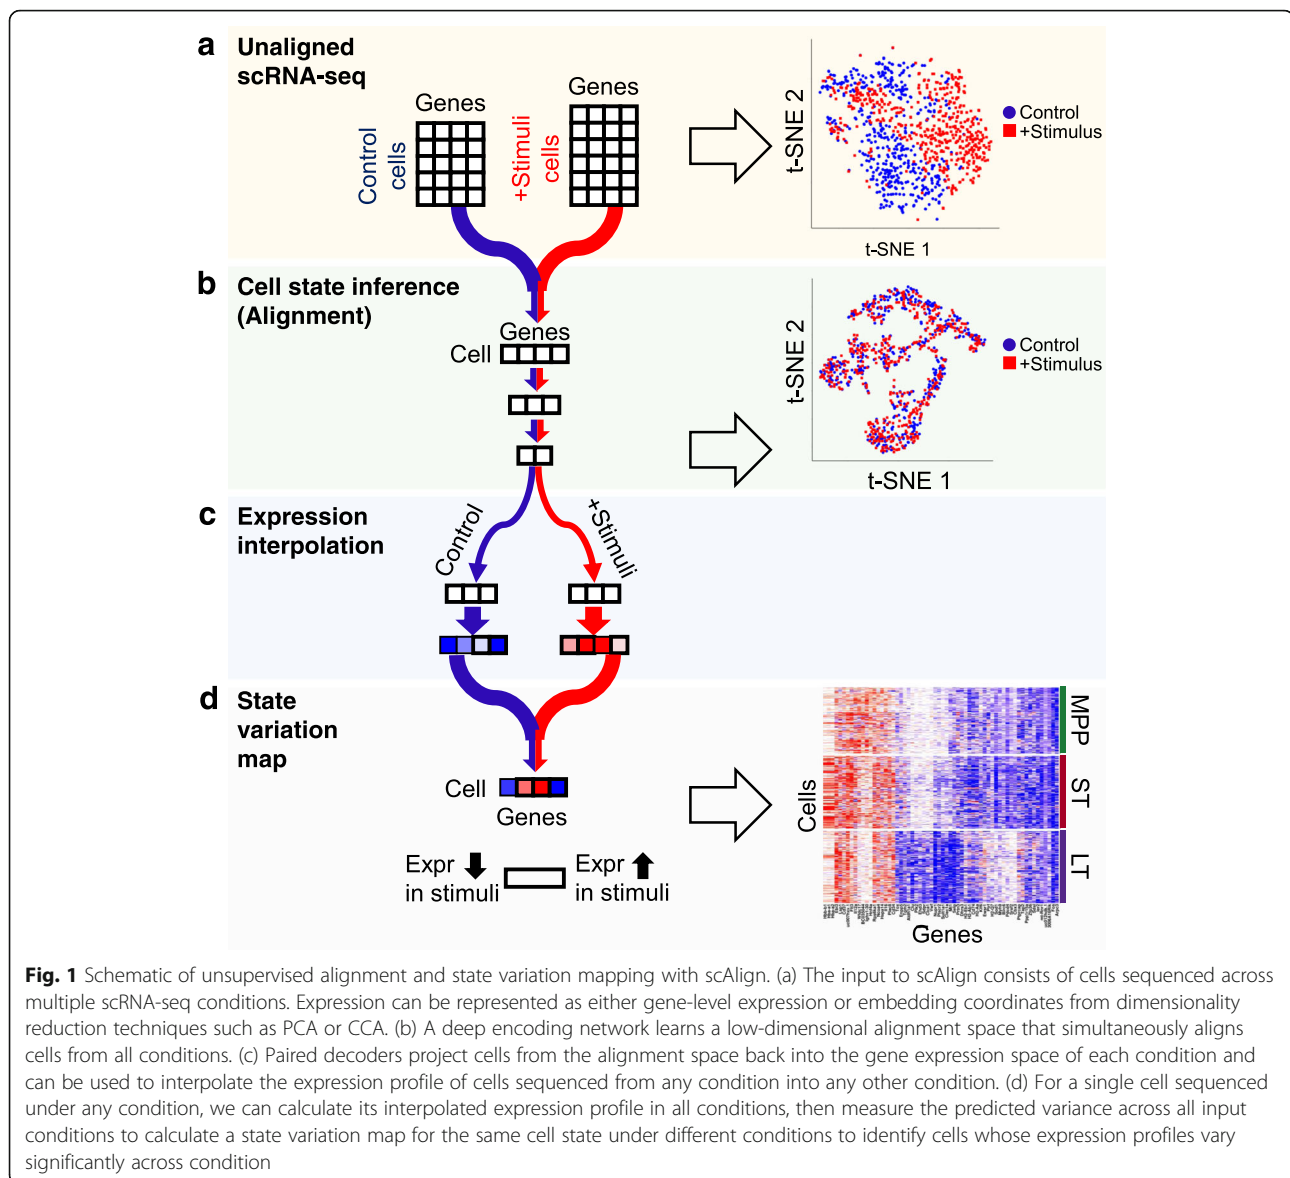 a Unaligned
scRNA-seq
Genes
Genes
Control
cells
+Stimuli
cells
t-SNE 2
t-SNE 1
Control
+Stimulus
b Cell state inference
(Alignment)
Genes
Cell
t-SNE 2
t-SNE 1
Control
+Stimulus
c Expression
interpolation
Control
+Stimuli
d State
variation
map
Cell
Genes
Expr
in stimuli
Expr
in stimuli
Cells
MPP
ST
LT
Genes
Fig. 1 Schematic of unsupervised alignment and state variation mapping with scAlign. (a) The input to scAlign consists of cells sequenced across
multiple scRNA-seq conditions. Expression can be represented as either gene-level expression or embedding coordinates from dimensionality
reduction techniques such as PCA or CCA. (b) A deep encoding network learns a low-dimensional alignment space that simultaneously aligns
cells from all conditions. (c) Paired decoders project cells from the alignment space back into the gene expression space of each condition and
can be used to interpolate the expression profile of cells sequenced from any condition into any other condition. (d) For a single cell sequenced
under any condition, we can calculate its interpolated expression profile in all conditions, then measure the predicted variance across all input
conditions to calculate a state variation map for the same cell state under different conditions to identify cells whose expression profiles vary
significantly across condition